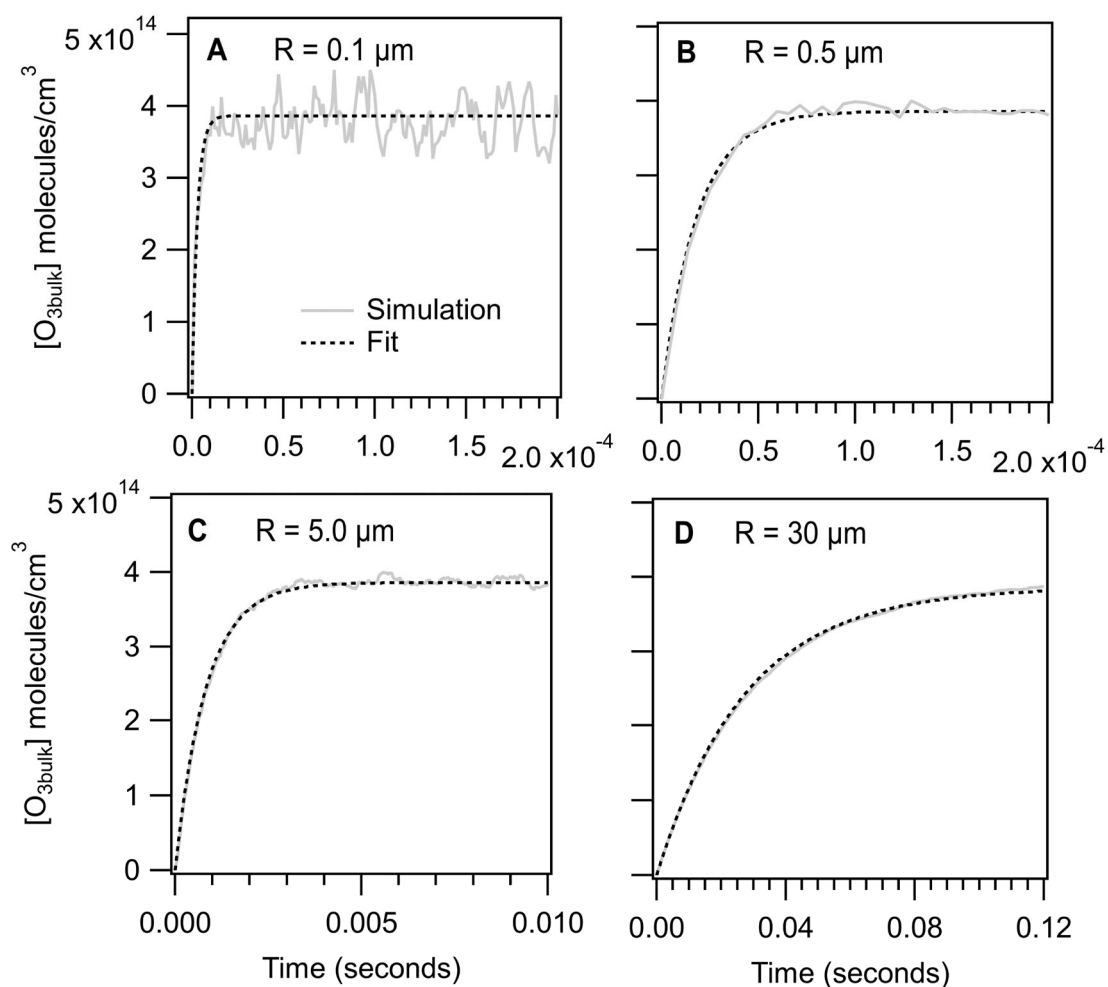 A R = 0.1 µm
B R = 0.5 µm
5 x10^14
4
3
2
1
0
[O_3bulk] molecules/cm^3
Simulation
Fit
0.0 0.5 1.0 1.5 2.0 x10^-4
0.0 0.5 1.0 1.5 2.0 x10^-4
C R = 5.0 µm
D R = 30 µm
5 x10^14
4
3
2
1
0
[O_3bulk] molecules/cm^3
0.000 0.005 0.010
0.00 0.04 0.08 0.12
Time (seconds)
Time (seconds)